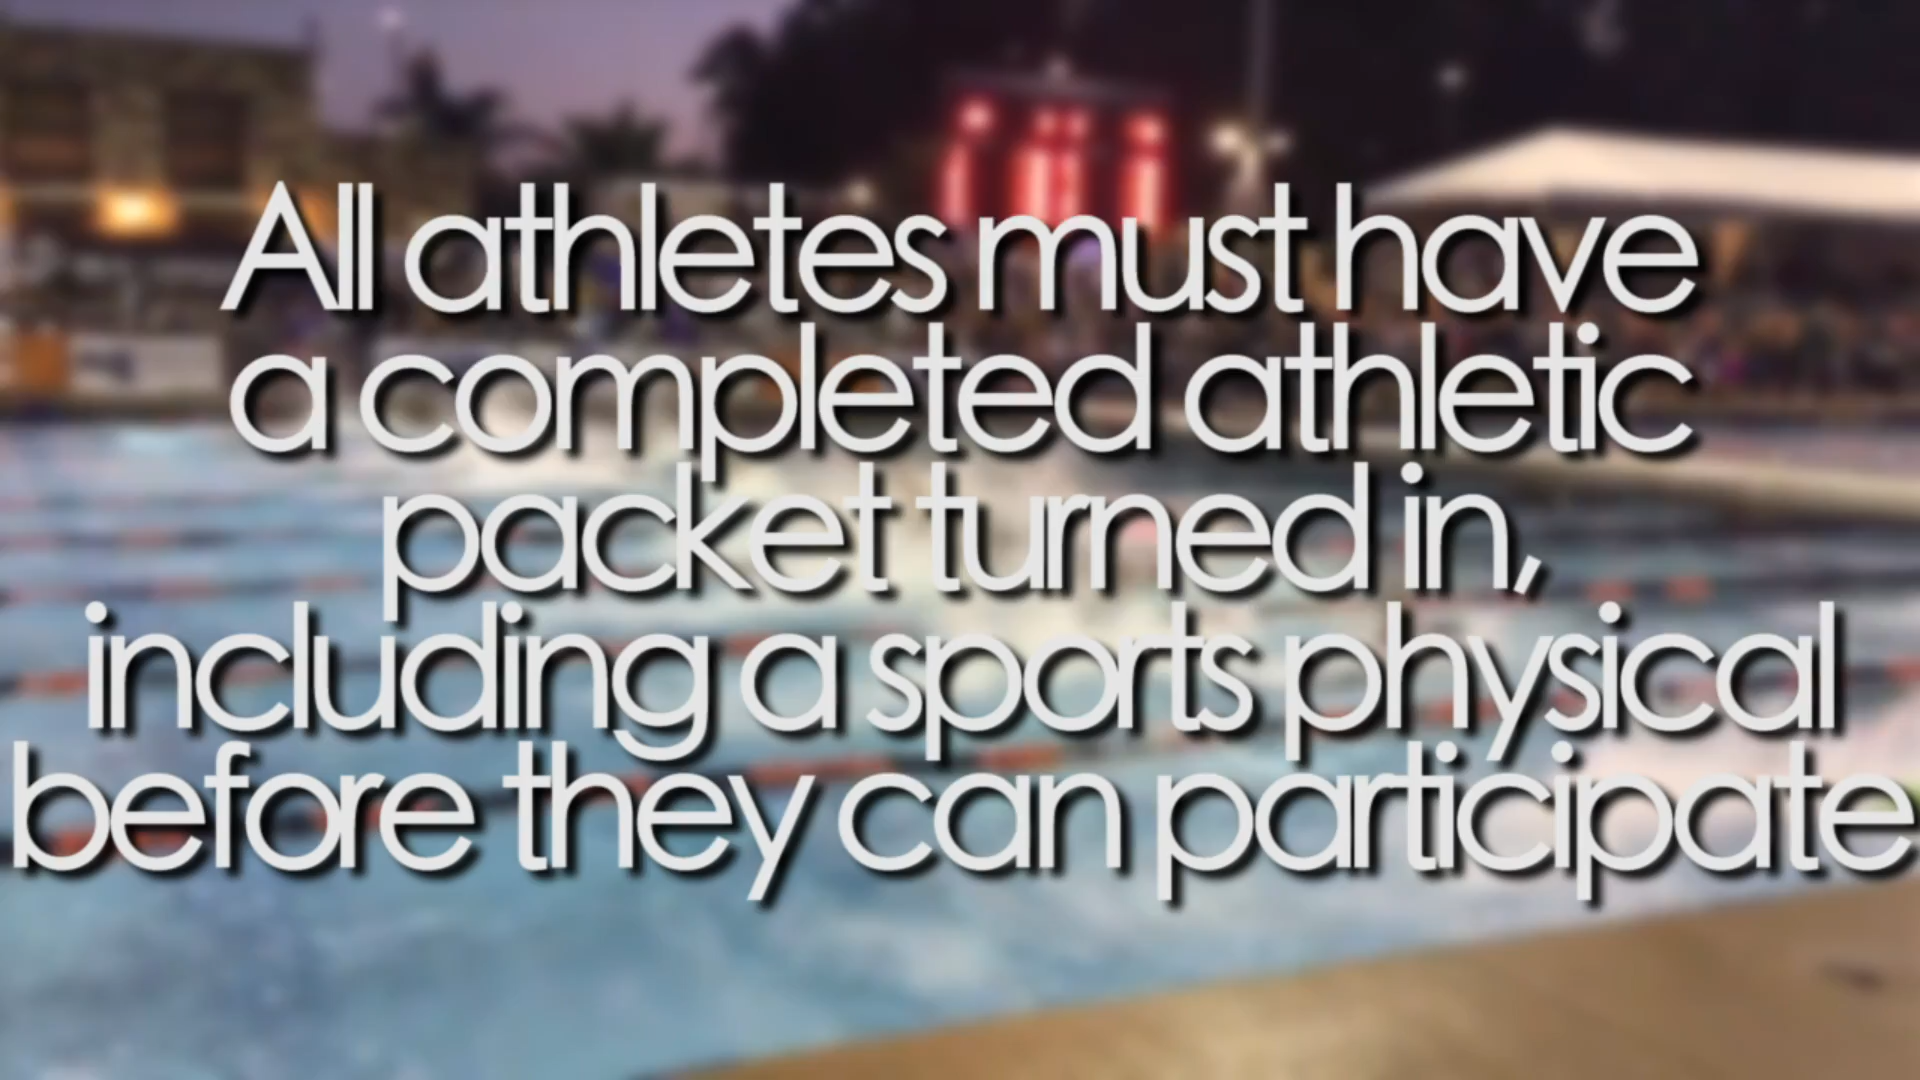 All athletes must have
a completed athletic
packet turned in,
including a sports physical
before they can participate